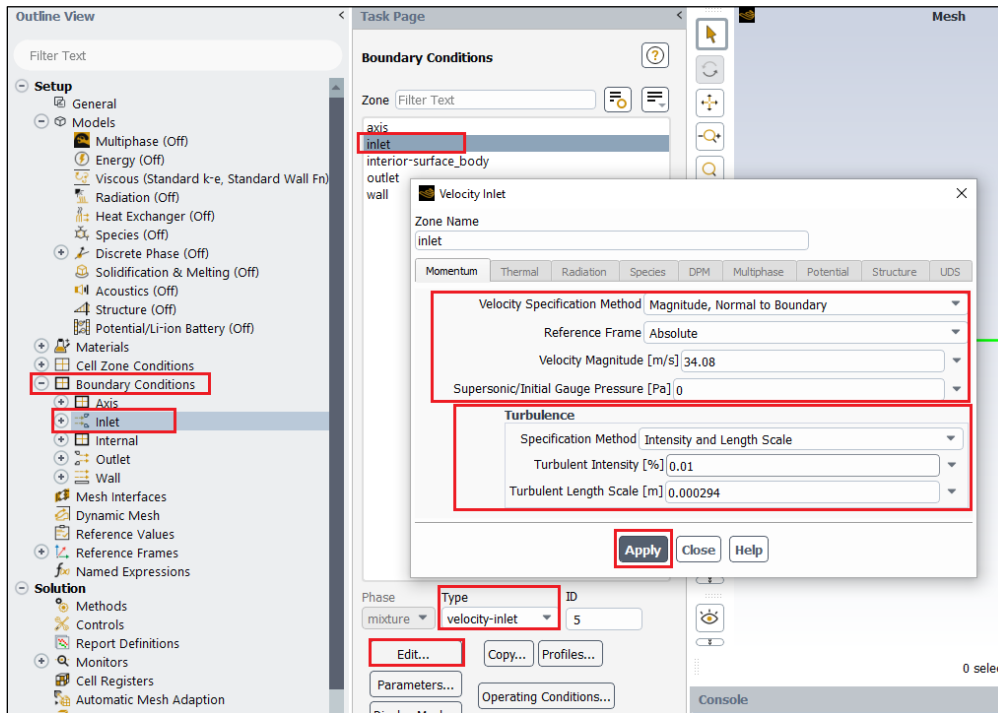 Outline View
Filter Text
Setup
General
Models
Multiphase (Off)
Energy (Off)
Viscous (Standard k-e, Standard Wall Fn)
Radiation (Off)
Heat Exchanger (Off)
Species (Off)
Discrete Phase (Off)
Solidification & Melting (Off)
Acoustics (Off)
Structure (Off)
Potential/Li-ion Battery (Off)
Materials
Cell Zone Conditions
Boundary Conditions
Axis
Inlet
Internal
Outlet
Wall
Mesh Interfaces
Dynamic Mesh
Reference Values
Reference Frames
Named Expressions
Solution
Methods
Controls
Report Definitions
Monitors
Cell Registers
Automatic Mesh Adaption
Task Page
Boundary Conditions
Zone Filter Text
axis
inlet
interior-surface_body
outlet
wall
Phase Type ID
mixture velocity-inlet 5
Edit... Copy... Profiles...
Parameters... Operating Conditions...
Velocity Inlet
Zone Name
inlet
Momentum Thermal Radiation Species DPM Multiphase Potential Structure UDS
Velocity Specification Method Magnitude, Normal to Boundary
Reference Frame Absolute
Velocity Magnitude [m/s] 34.08
Supersonic/Initial Gauge Pressure [Pa] 0
Turbulence
Specification Method Intensity and Length Scale
Turbulent Intensity [%] 0.01
Turbulent Length Scale [m] 0.000294
Apply Close Help
Mesh
0 selec
Console